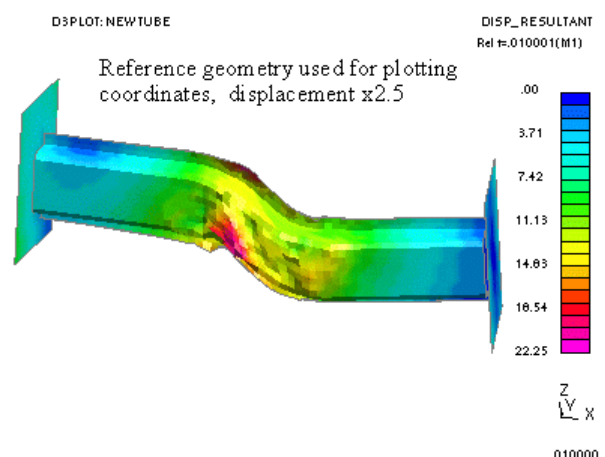 D3PLOT: NEWTUBE
DISP_RESULTANT
Rel t=.010001(M1)
Reference geometry used for plotting
coordinates, displacement x2.5
.00
3.71
7.42
11.13
14.83
18.54
22.25
Z
Y
X
010000